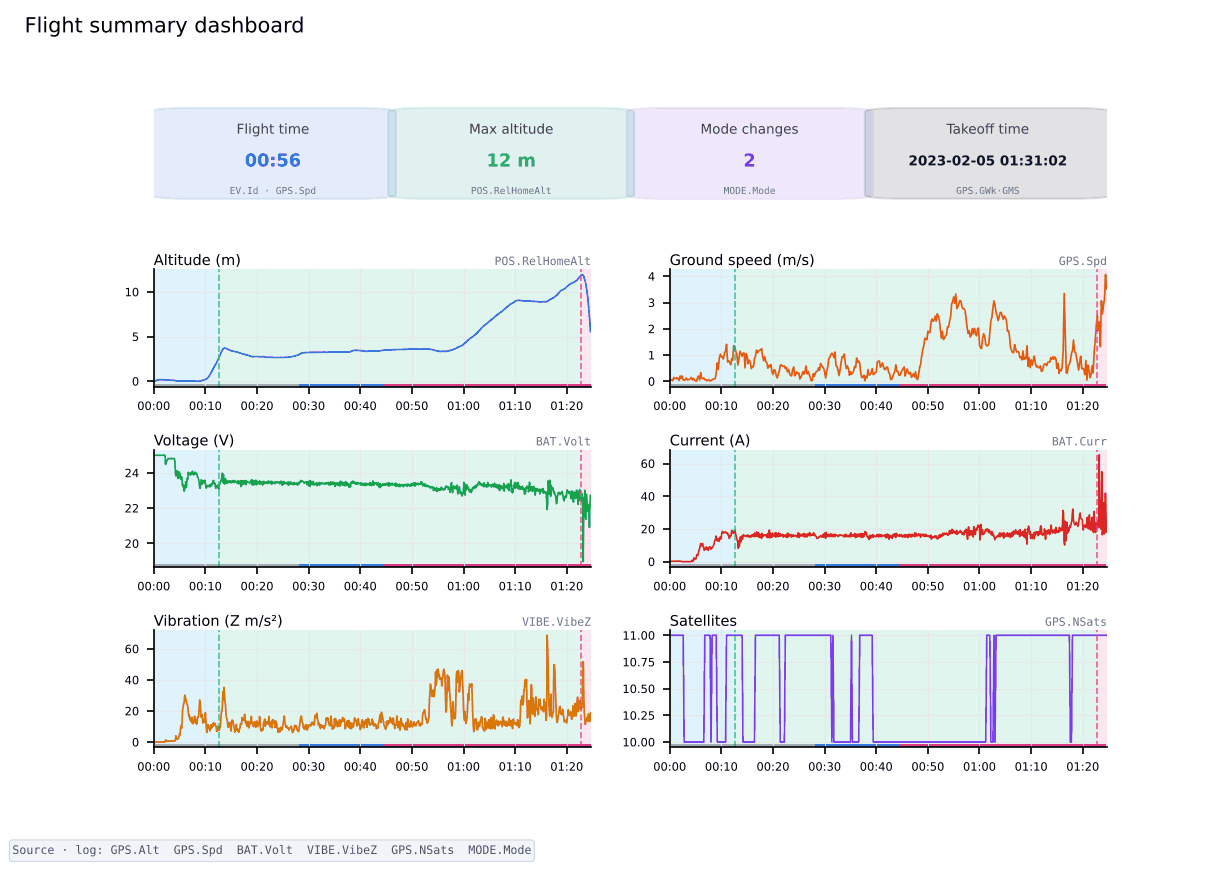 Flight summary dashboard
Flight time
00:56
EV.Id · GPS.Spd
Max altitude
12 m
POS.RelHomeAlt
Mode changes
2
MODE.Mode
Takeoff time
2023-02-05 01:31:02
GPS.GWk·GMS
Altitude (m) POS.RelHomeAlt
10
5
0
00:00 00:10 00:20 00:30 00:40 00:50 01:00 01:10 01:20
Ground speed (m/s) GPS.Spd
4
3
2
1
0
00:00 00:10 00:20 00:30 00:40 00:50 01:00 01:10 01:20
Voltage (V) BAT.Volt
24
22
20
00:00 00:10 00:20 00:30 00:40 00:50 01:00 01:10 01:20
Current (A) BAT.Curr
60
40
20
0
00:00 00:10 00:20 00:30 00:40 00:50 01:00 01:10 01:20
Vibration (Z m/s²) VIBE.VibeZ
60
40
20
0
00:00 00:10 00:20 00:30 00:40 00:50 01:00 01:10 01:20
Satellites GPS.NSats
11.00
10.75
10.50
10.25
10.00
00:00 00:10 00:20 00:30 00:40 00:50 01:00 01:10 01:20
Source · log: GPS.Alt GPS.Spd BAT.Volt VIBE.VibeZ GPS.NSats MODE.Mode